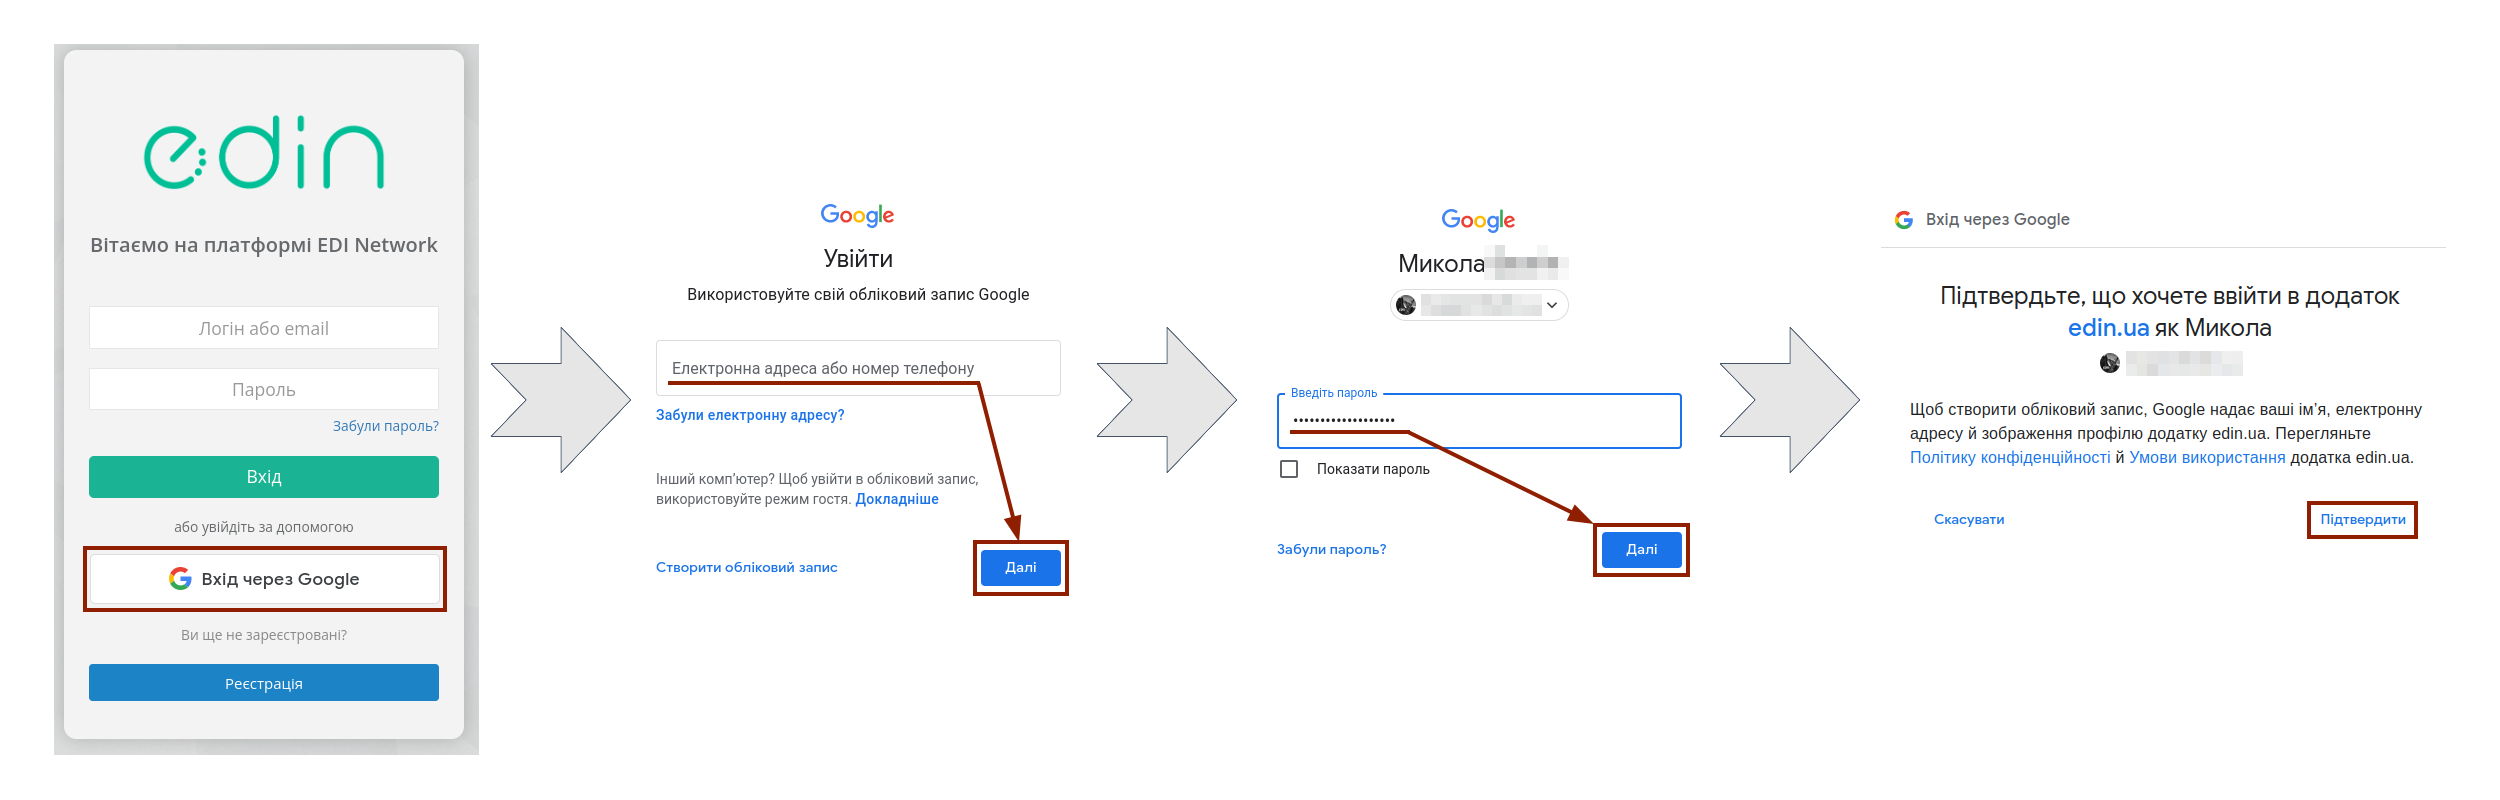 edin
Вітаємо на платформі EDI Network
Логін або email
Пароль
Забули пароль?
Вхід
або увійдіть за допомогою
Вхід через Google
Ви ще не зареєстровані?
Реєстрація
Google
Увійти
Використовуйте свій обліковий запис Google
Електронна адреса або номер телефону
Забули електронну адресу?
Інший комп’ютер? Щоб увійти в обліковий запис,
використовуйте режим гостя. Докладніше
Створити обліковий запис
Далі
Google
Микола
Введіть пароль
••••••••••••••••••
Показати пароль
Забули пароль?
Далі
Вхід через Google
Підтвердьте, що хочете ввійти в додаток
edin.ua як Микола
Щоб створити обліковий запис, Google надає ваші ім’я, електронну
адресу й зображення профілю додатку edin.ua. Перегляньте
Політику конфіденційності й Умови використання додатка edin.ua.
Скасувати
Підтвердити